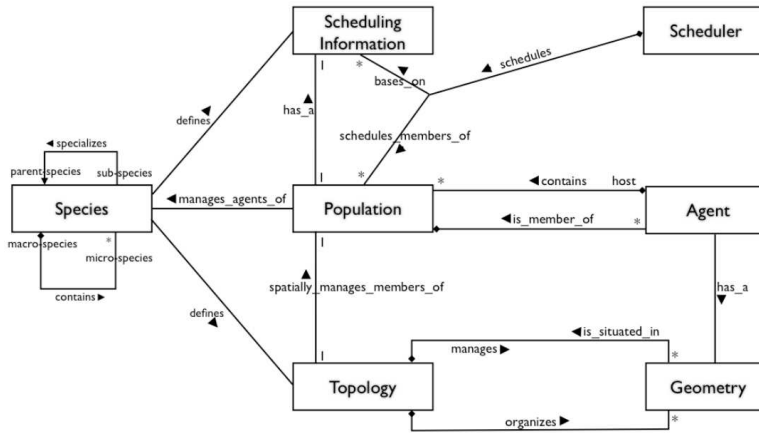 Scheduling
Information
Scheduler
I
*
◄ schedules
bases_on
has_a
defines
◄ specializes
schedules_members_of
parent-species
sub-species
I
*
*
◄ contains
host
Species
◄ manages_agents_of
Population
Agent
◄ is_member_of
*
macro-species
*
micro-species
I
contains ►
spatially_manages_members_of
has_a
defines
◄ is_situated_in
I
manages ►
*
Topology
Geometry
organizes ►
*